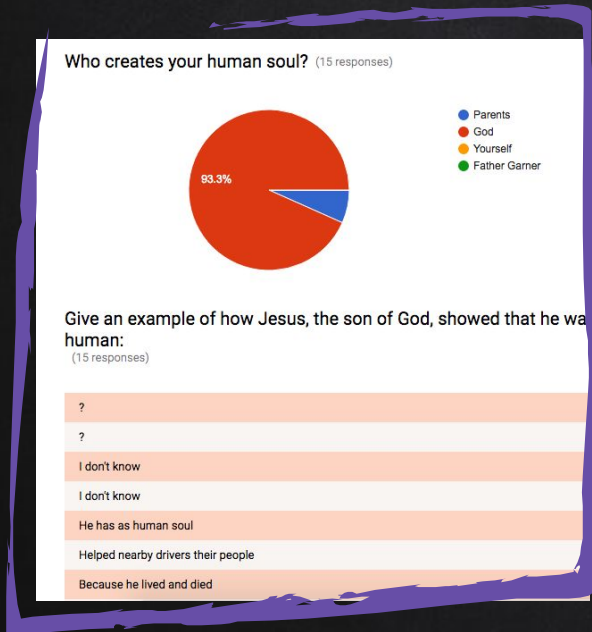 Who creates your human soul? (15 responses)
Parents
God
Yourself
Father Garner
93.3%
Give an example of how Jesus, the son of God, showed that he wa
human:
(15 responses)
?
?
I don't know
I don't know
He has as human soul
Helped nearby drivers their people
Because he lived and died